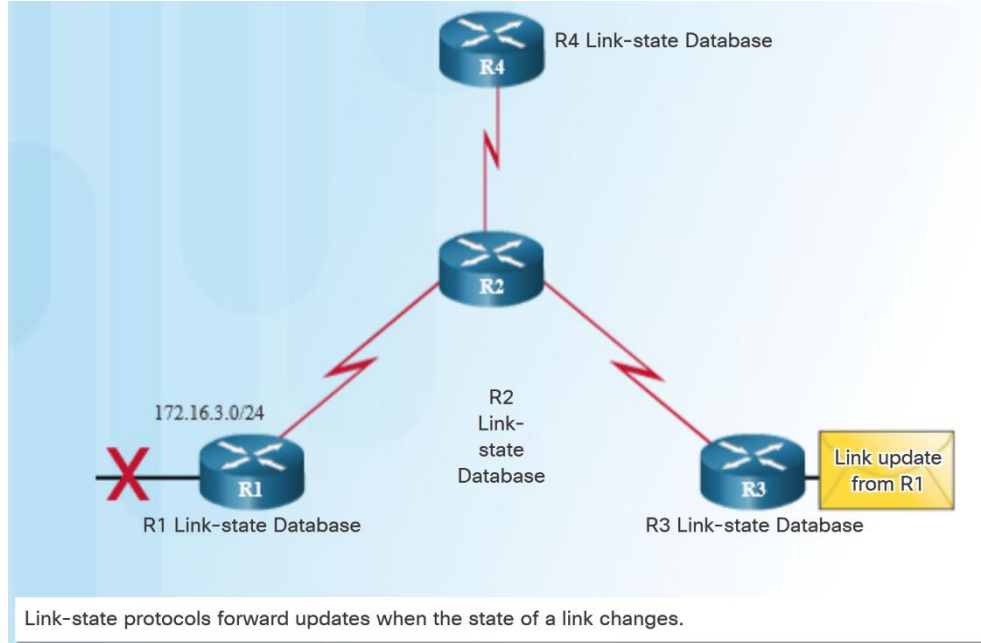 R4 Link-state Database
R4
R2
R2
Link-
state
Database
172.16.3.0/24
R1
R1 Link-state Database
R3
Link update
from R1
R3 Link-state Database
Link-state protocols forward updates when the state of a link changes.